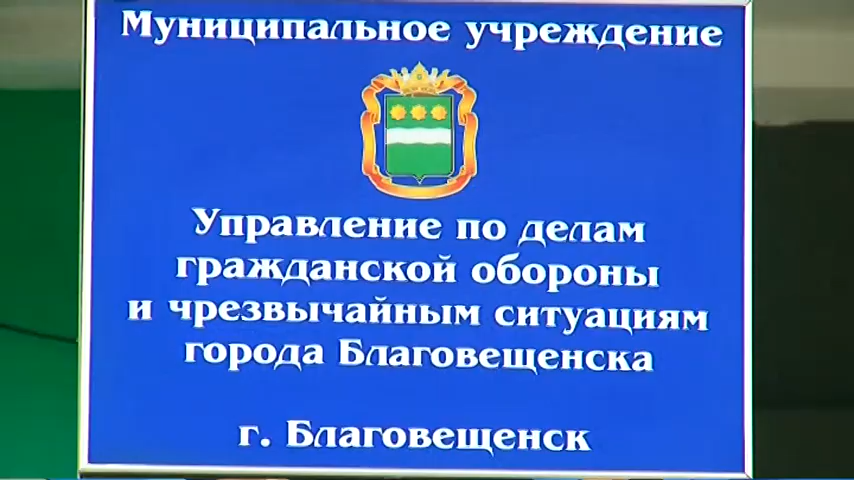 Муниципальное учреждение
Управление по делам
гражданской обороны
и чрезвычайным ситуациям
города Благовещенска
г. Благовещенск